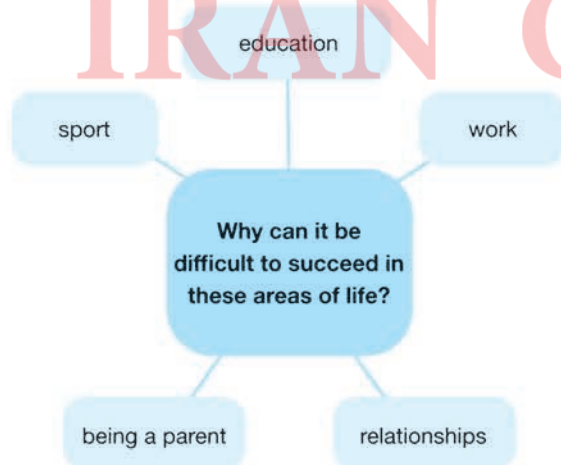 IRAN
education
sport
work
Why can it be
difficult to succeed in
these areas of life?
being a parent
relationships